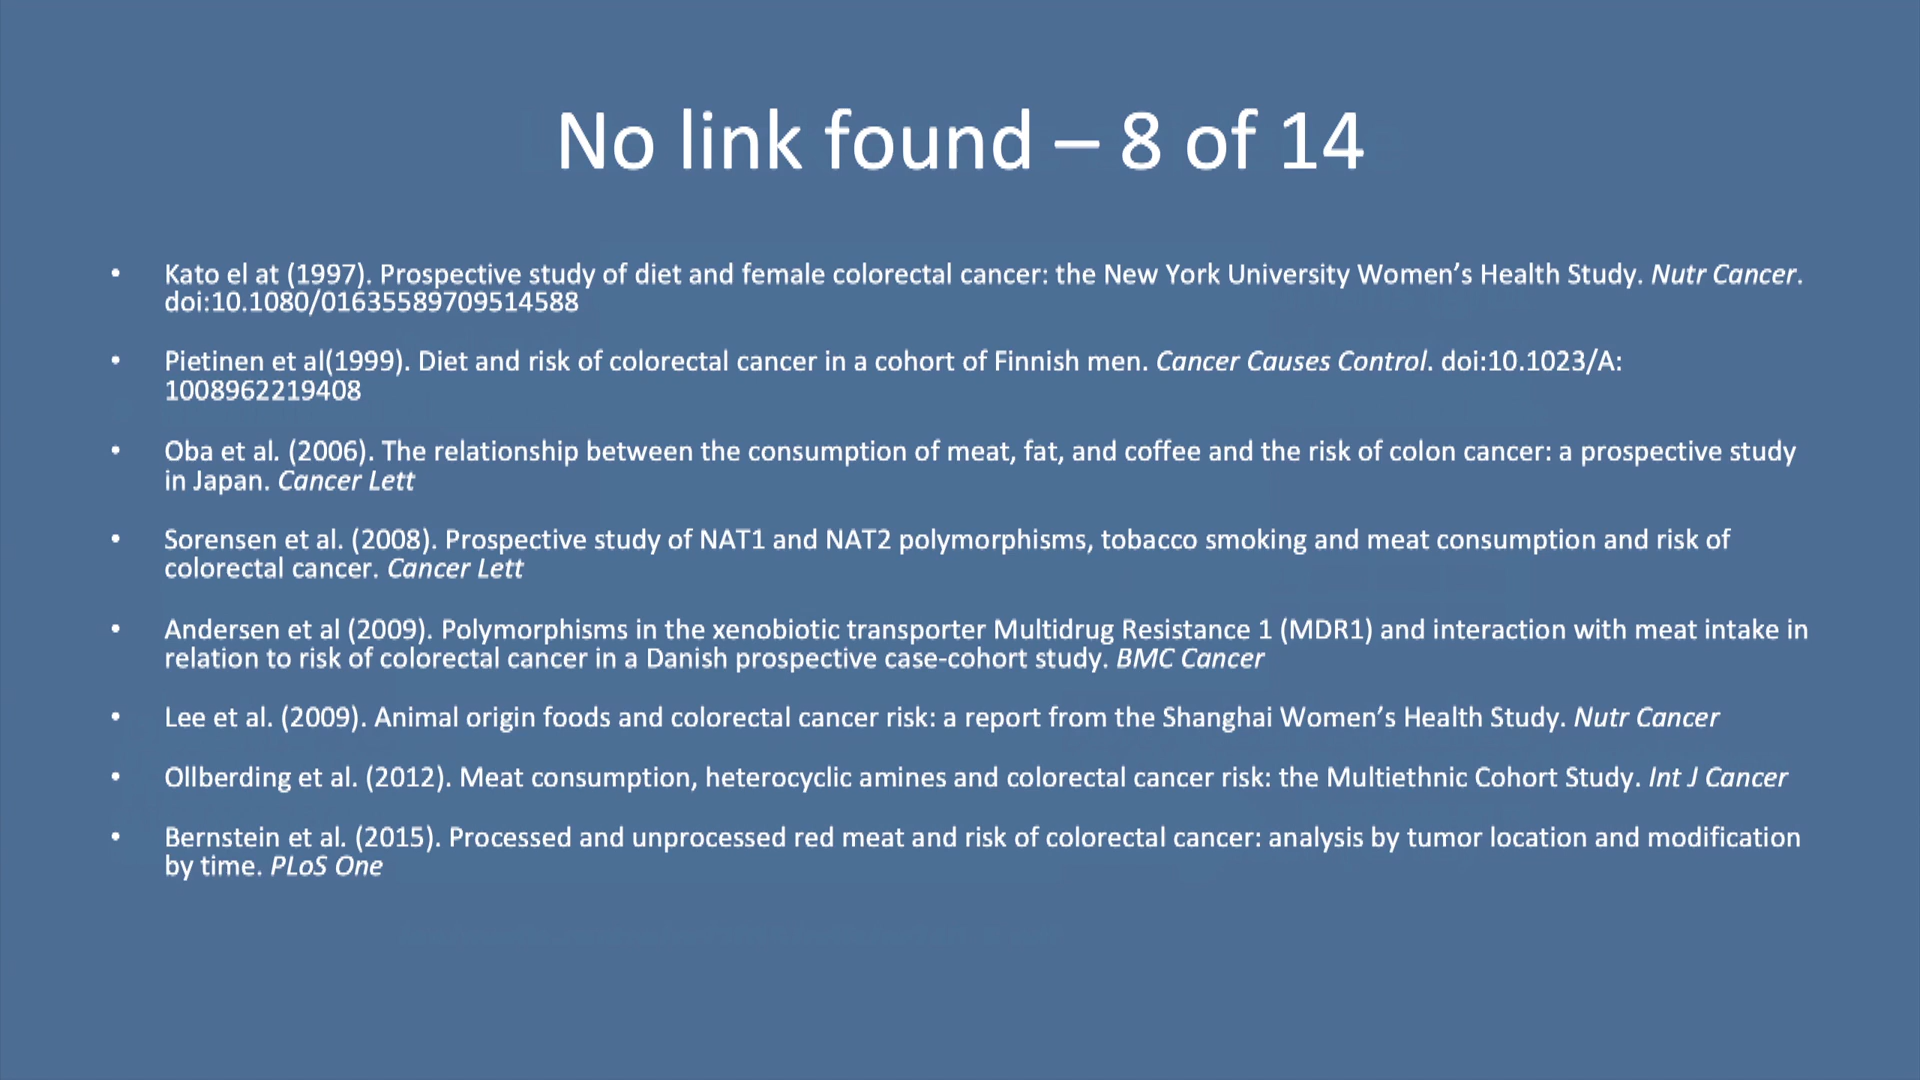 No link found – 8 of 14
• Kato el at (1997). Prospective study of diet and female colorectal cancer: the New York University Women’s Health Study. Nutr Cancer.
doi:10.1080/01635589709514588
• Pietinen et al(1999). Diet and risk of colorectal cancer in a cohort of Finnish men. Cancer Causes Control. doi:10.1023/A:
1008962219408
• Oba et al. (2006). The relationship between the consumption of meat, fat, and coffee and the risk of colon cancer: a prospective study
in Japan. Cancer Lett
• Sorensen et al. (2008). Prospective study of NAT1 and NAT2 polymorphisms, tobacco smoking and meat consumption and risk of
colorectal cancer. Cancer Lett
• Andersen et al (2009). Polymorphisms in the xenobiotic transporter Multidrug Resistance 1 (MDR1) and interaction with meat intake in
relation to risk of colorectal cancer in a Danish prospective case-cohort study. BMC Cancer
• Lee et al. (2009). Animal origin foods and colorectal cancer risk: a report from the Shanghai Women’s Health Study. Nutr Cancer
• Ollberding et al. (2012). Meat consumption, heterocyclic amines and colorectal cancer risk: the Multiethnic Cohort Study. Int J Cancer
• Bernstein et al. (2015). Processed and unprocessed red meat and risk of colorectal cancer: analysis by tumor location and modification
by time. PLoS One